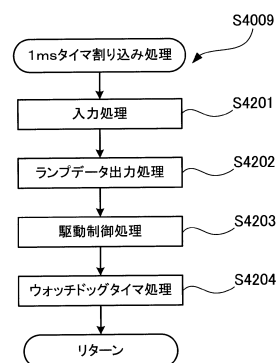 S4009
1msタイマ割り込み処理
S4201
入力処理
S4202
ランプデータ出力処理
S4203
駆動制御処理
S4204
ウォッチドッグタイマ処理
リターン